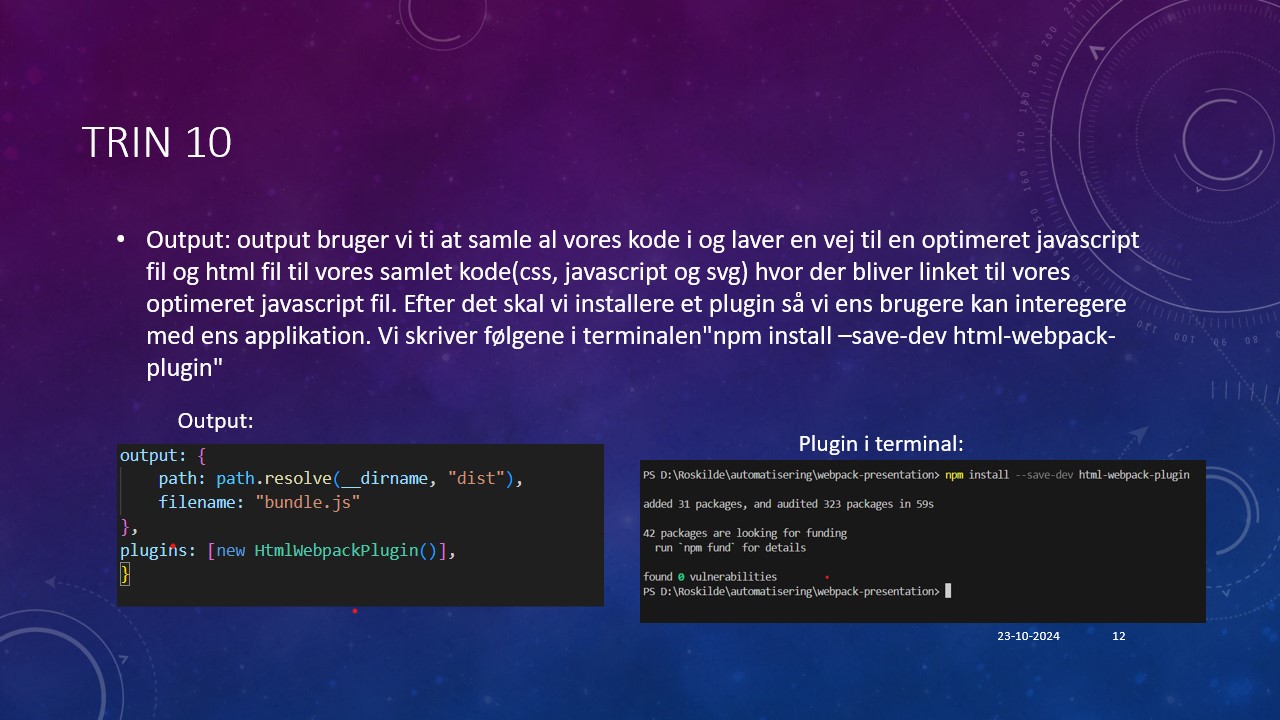 TRIN 10
• Output: output bruger vi ti at samle al vores kode i og laver en vej til en optimeret javascript
fil og html fil til vores samlet kode(css, javascript og svg) hvor der bliver linket til vores
optimeret javascript fil. Efter det skal vi installere et plugin så vi ens brugere kan interegere
med ens applikation. Vi skriver følgene i terminalen"npm install –save-dev html-webpack-
plugin"
Output:
output: {
path: path.resolve(__dirname, "dist"),
filename: "bundle.js"
},
plugins: [new HtmlWebpackPlugin()],
}
Plugin i terminal:
PS D:\Roskilde\automatisering\webpack-presentation> npm install --save-dev html-webpack-plugin
added 31 packages, and audited 323 packages in 59s
42 packages are looking for funding
run `npm fund` for details
found 0 vulnerabilities
PS D:\Roskilde\automatisering\webpack-presentation>
23-10-2024 12